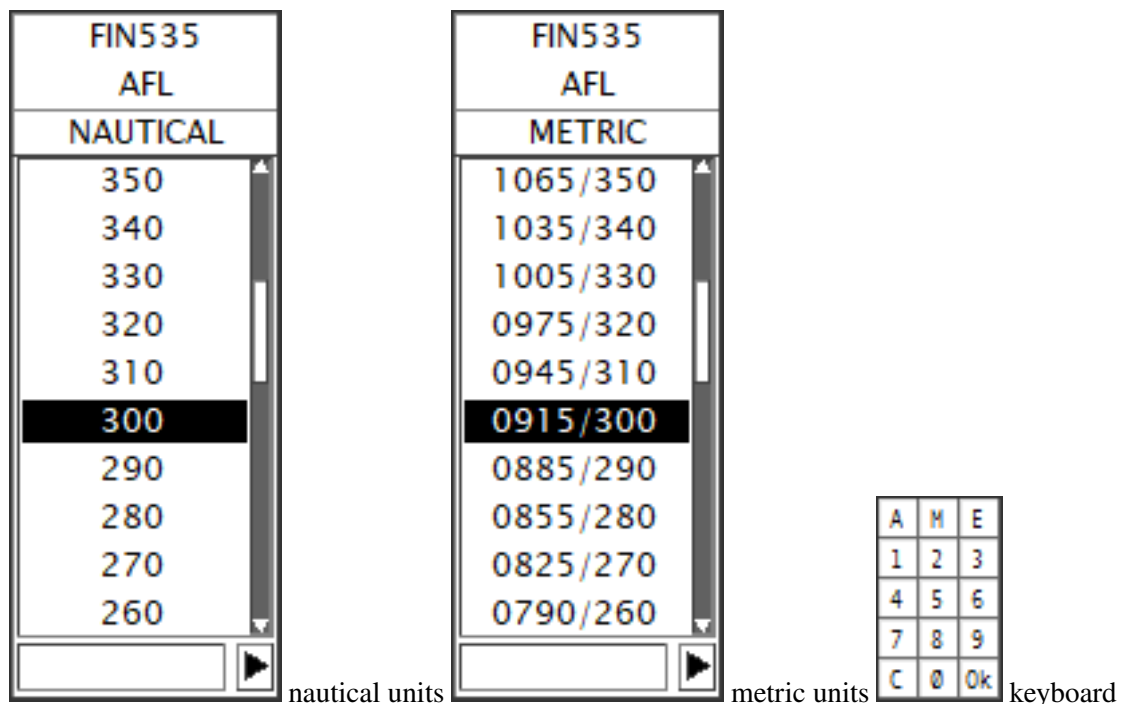 FIN535
AFL
NAUTICAL
350
340
330
320
310
300
290
280
270
260
nautical units
FIN535
AFL
METRIC
1065/350
1035/340
1005/330
0975/320
0945/310
0915/300
0885/290
0855/280
0825/270
0790/260
metric units
A M E
1 2 3
4 5 6
7 8 9
C Ø Ok
keyboard